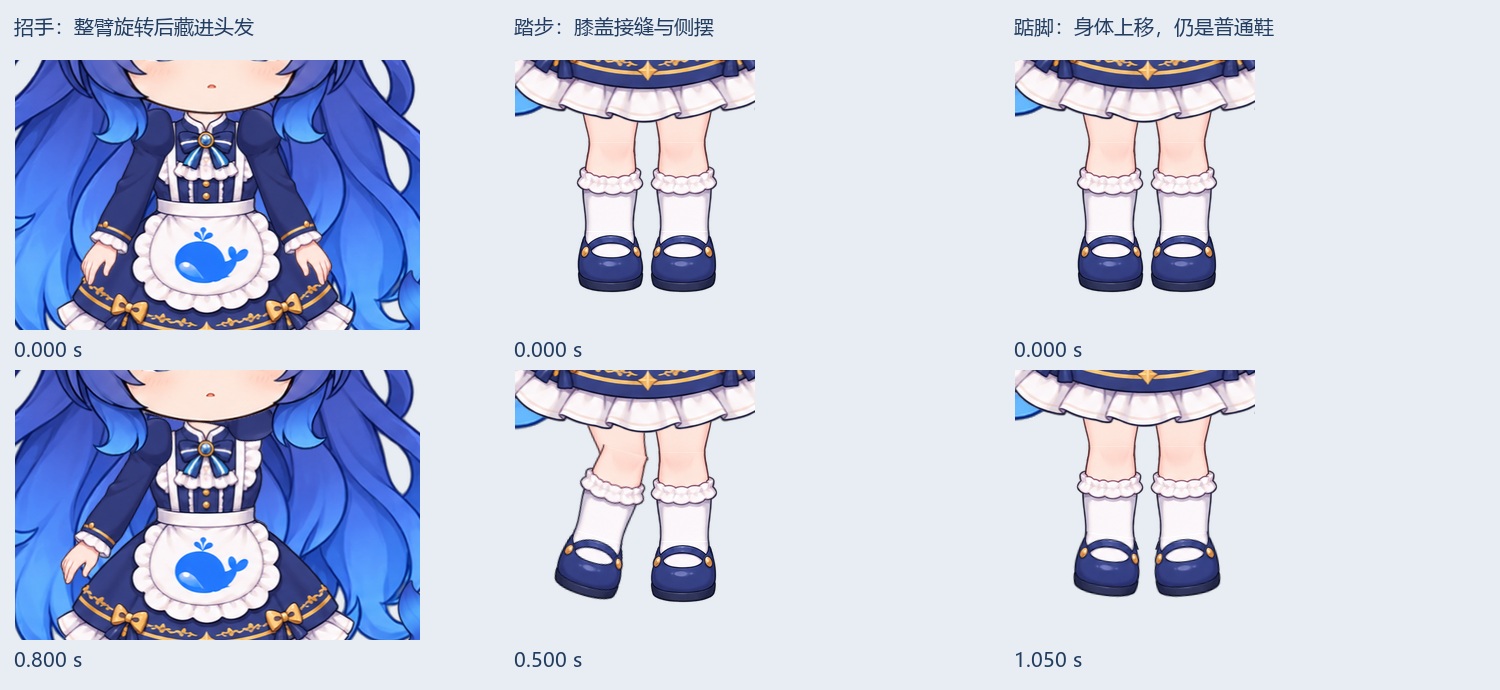 招手：整臂旋转后藏进头发
踏步：膝盖接缝与侧摆
踮脚：身体上移，仍是普通鞋
0.000 s
0.000 s
0.000 s
0.800 s
0.500 s
1.050 s